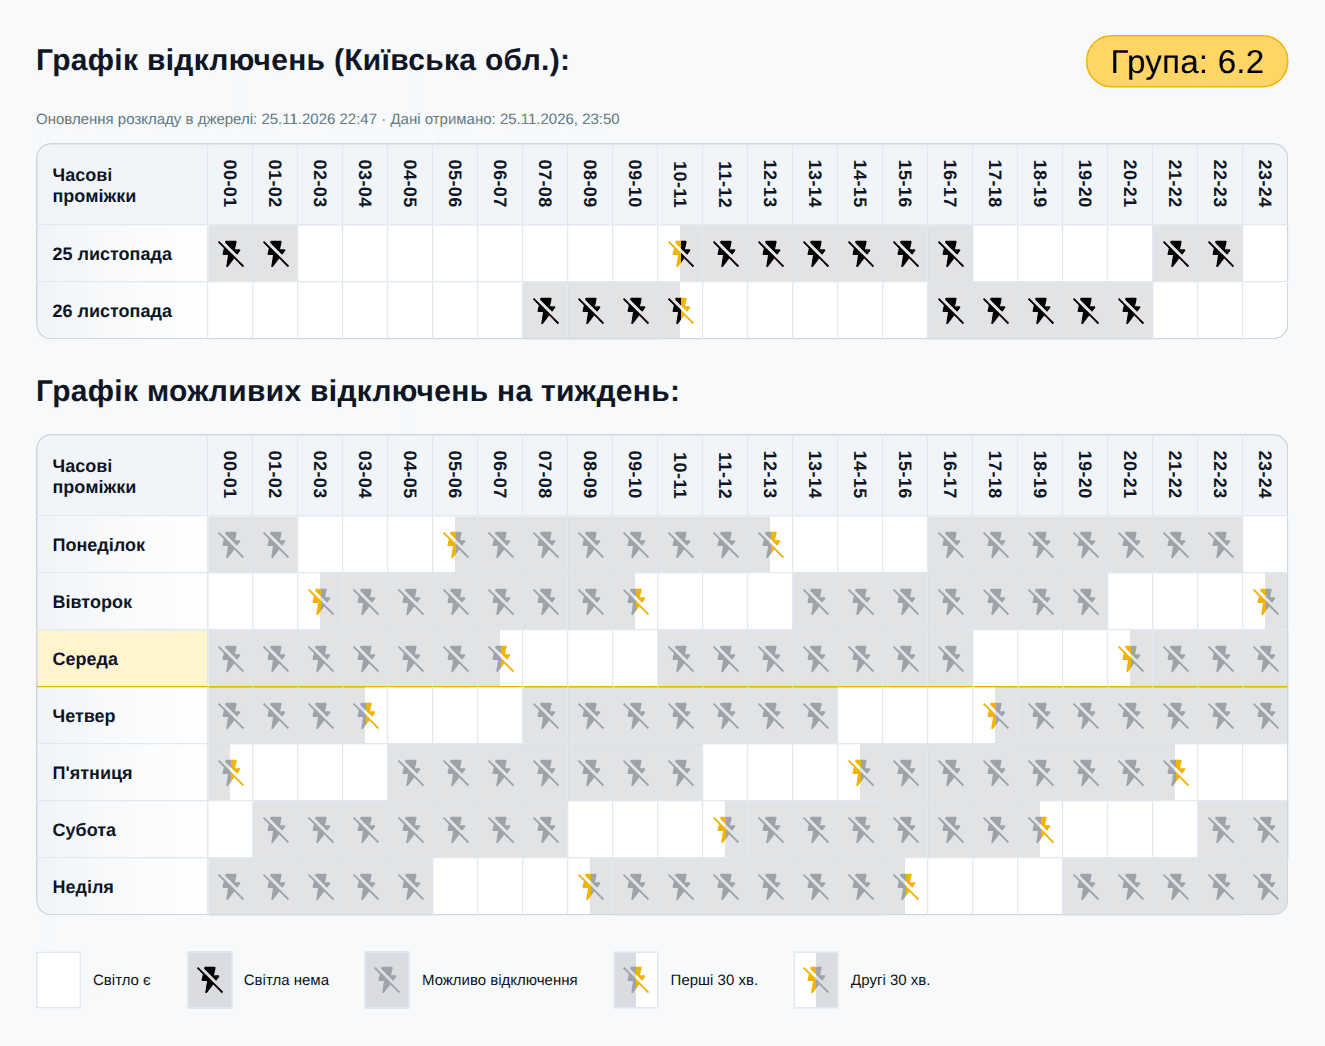 Графік відключень (Київська обл.):
Група: 6.2
Оновлення розкладу в джерелі: 25.11.2026 22:47 · Дані отримано: 25.11.2026, 23:50
Часові
проміжки
00-01 01-02 02-03 03-04 04-05 05-06 06-07 07-08 08-09 09-10 10-11 11-12 12-13 13-14 14-15 15-16 16-17 17-18 18-19 19-20 20-21 21-22 22-23 23-24
25 листопада
26 листопада
Графік можливих відключень на тиждень:
Часові
проміжки
00-01 01-02 02-03 03-04 04-05 05-06 06-07 07-08 08-09 09-10 10-11 11-12 12-13 13-14 14-15 15-16 16-17 17-18 18-19 19-20 20-21 21-22 22-23 23-24
Понеділок
Вівторок
Середа
Четвер
П'ятниця
Субота
Неділя
Світло є
Світла нема
Можливо відключення
Перші 30 хв.
Другі 30 хв.